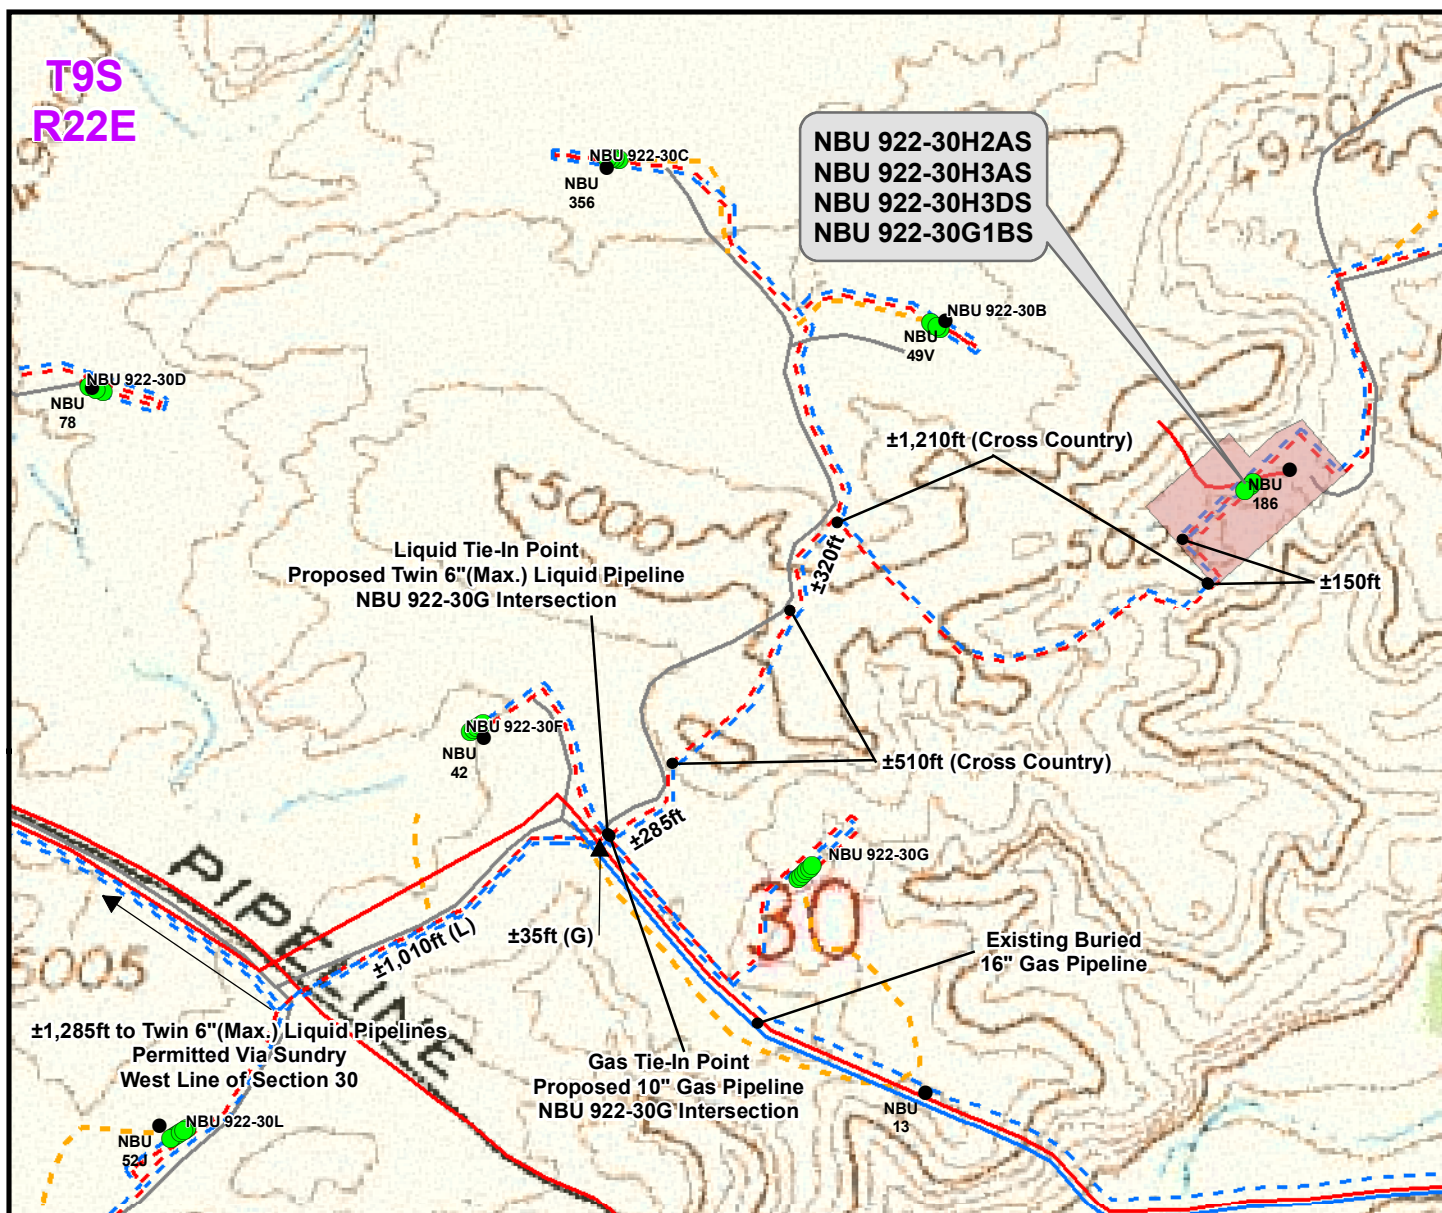 T9S
R22E
NBU 922-30H2AS
NBU 922-30H3AS
NBU 922-30H3DS
NBU 922-30G1BS
4920
NBU 922-30C
NBU
356
NBU 922-30B
NBU
49V
NBU 922-30D
NBU
78
±1,210ft (Cross Country)
NBU
186
5000
Liquid Tie-In Point
Proposed Twin 6"(Max.) Liquid Pipeline
NBU 922-30G Intersection
±320ft
±150ft
NBU 922-30F
NBU
42
±510ft (Cross Country)
±285ft
NBU 922-30G
30
PIPELINE
±1,010ft (L)
±35ft (G)
Existing Buried
16" Gas Pipeline
5005
±1,285ft to Twin 6"(Max.) Liquid Pipelines
Permitted Via Sundry
West Line of Section 30
Gas Tie-In Point
Proposed 10" Gas Pipeline
NBU 922-30G Intersection
NBU
13
NBU 922-30L
NBU
52J